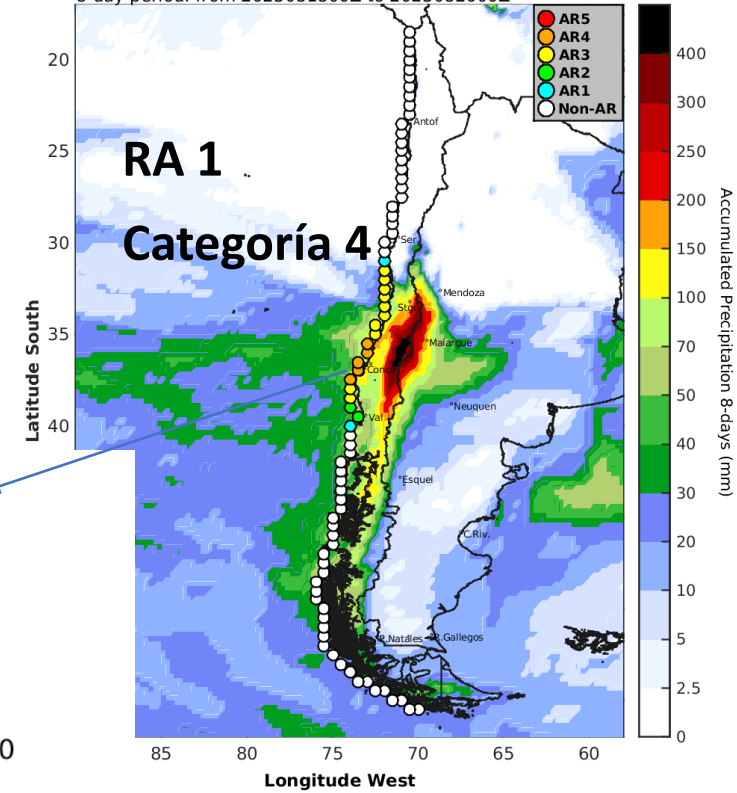 AR5
AR4
AR3
AR2
AR1
Non-AR
RA 1
Categoría 4
20
25
30
35
40
Latitude South
Antof
Ser.
Mendoza
Stgo
Malargue
Conce
Val
Neuquen
Esquel
C.Riv.
P.Natales
R.Gallegos
85
80
75
70
65
60
Longitude West
400
300
250
200
150
100
70
50
40
30
20
10
5
2.5
0
Accumulated Precipitation 8-days (mm)
0